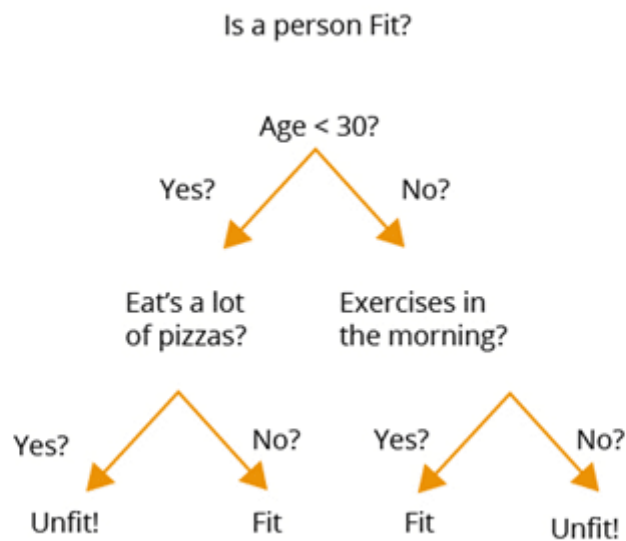 Is a person Fit?
Age < 30?
Yes?
No?
Eat's a lot
of pizzas?
Exercises in
the morning?
Yes?
No?
Yes?
No?
Unfit!
Fit
Fit
Unfit!